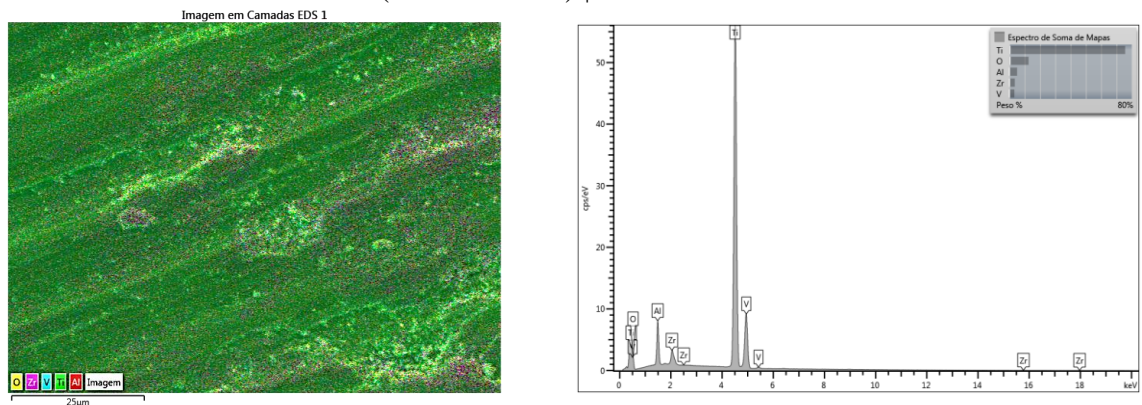 Imagem em Camadas EDS 1
O Zr V Ti Al Imagem
25µm
Espectro de Soma de Mapas
Ti
O
Al
Zr
V
Peso % 80%
cps/eV
50
40
30
20
10
0
Ti
O
Al
Zr
Zr
V
V
Zr
Zr
0 2 4 6 8 10 12 14 16 18 keV